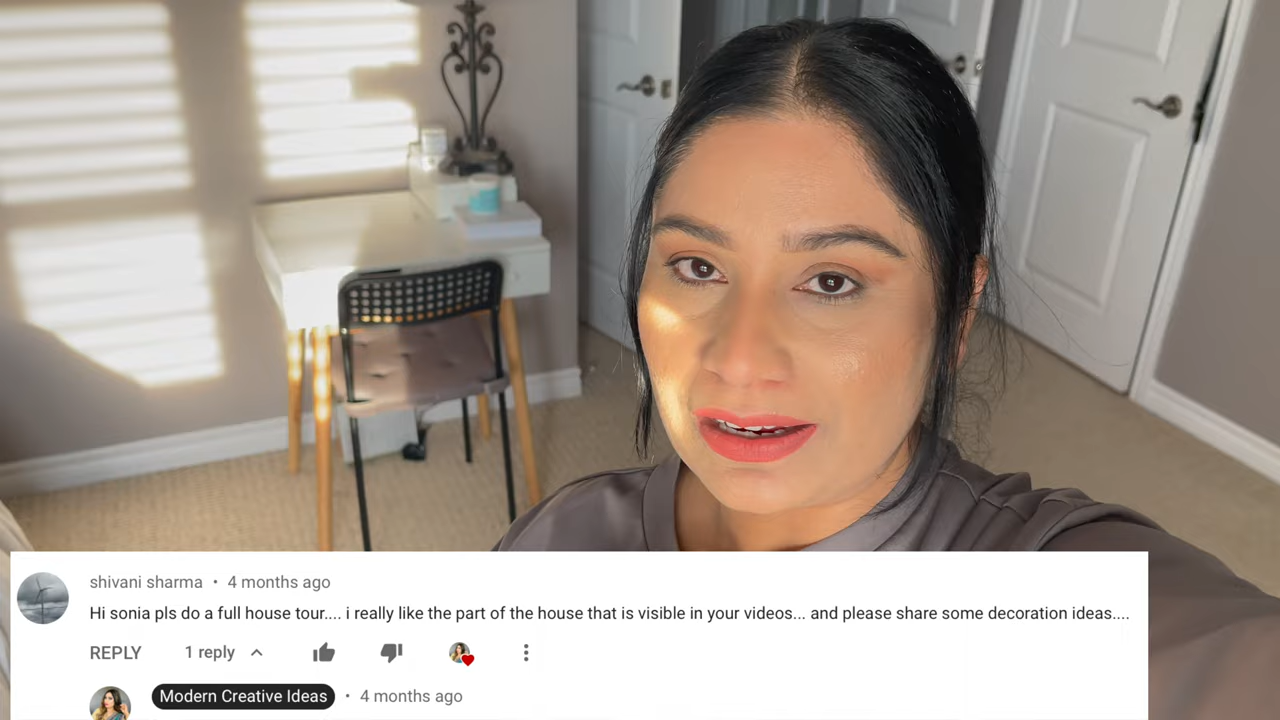 shivani sharma • 4 months ago
Hi sonia pls do a full house tour.... i really like the part of the house that is visible in your videos... and please share some decoration ideas....
REPLY 1 reply
Modern Creative Ideas • 4 months ago